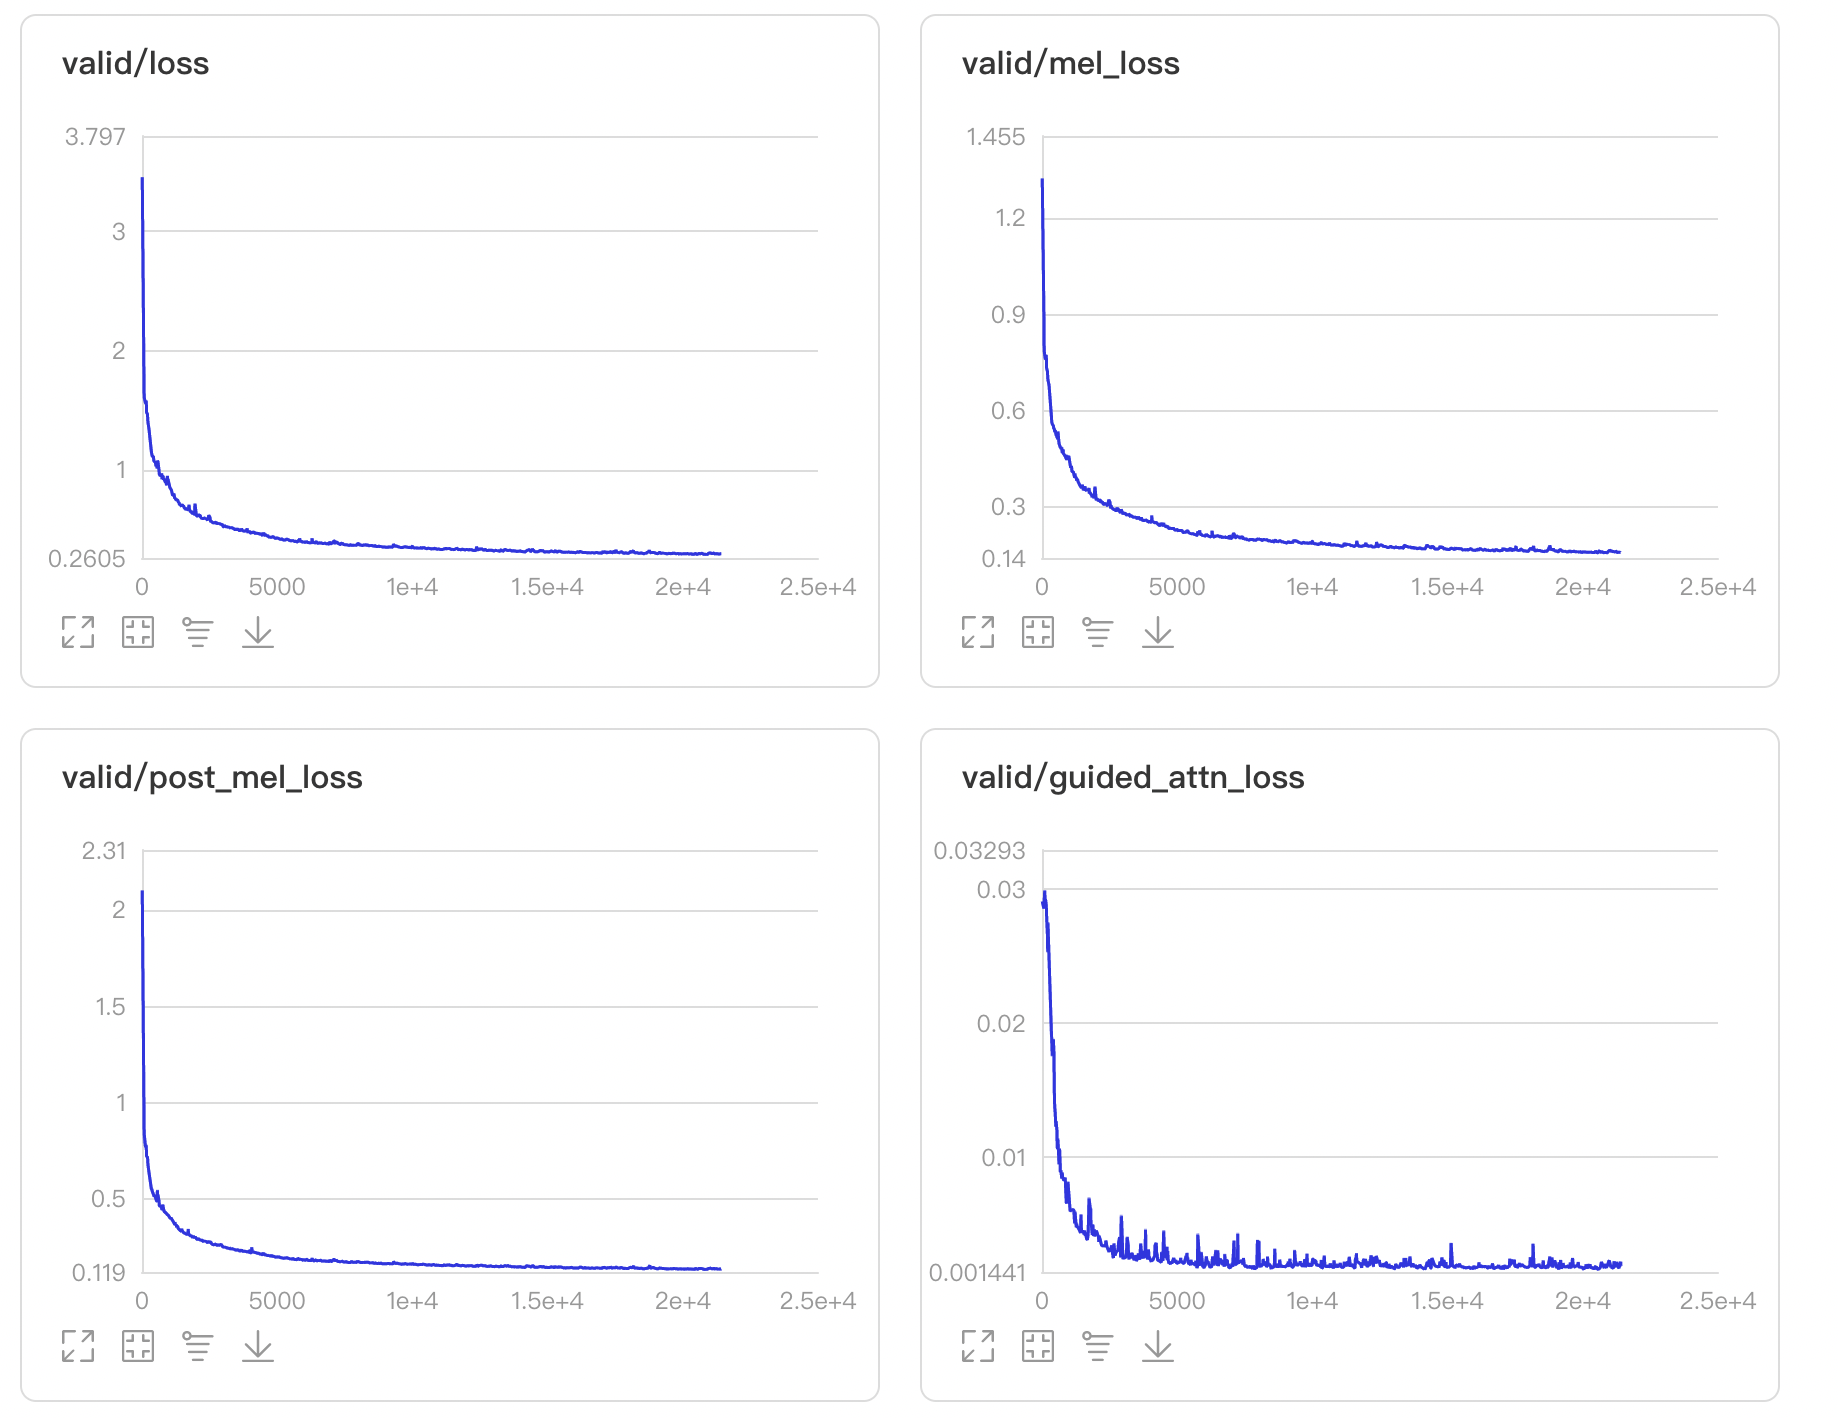 valid/loss
3.797
3
2
1
0.2605
0 5000 1e+4 1.5e+4 2e+4 2.5e+4
valid/mel_loss
1.455
1.2
0.9
0.6
0.3
0.14
0 5000 1e+4 1.5e+4 2e+4 2.5e+4
valid/post_mel_loss
2.31
2
1.5
1
0.5
0.119
0 5000 1e+4 1.5e+4 2e+4 2.5e+4
valid/guided_attn_loss
0.03293
0.03
0.02
0.01
0.001441
0 5000 1e+4 1.5e+4 2e+4 2.5e+4